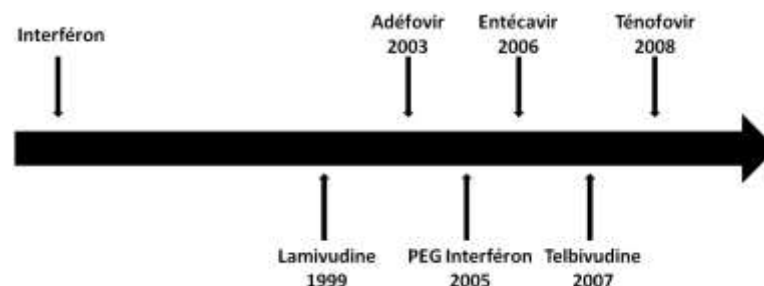 Interféron
Adéfovir
2003
Entécavir
2006
Ténofovir
2008
Lamivudine
1999
PEG Interféron
2005
Telbivudine
2007